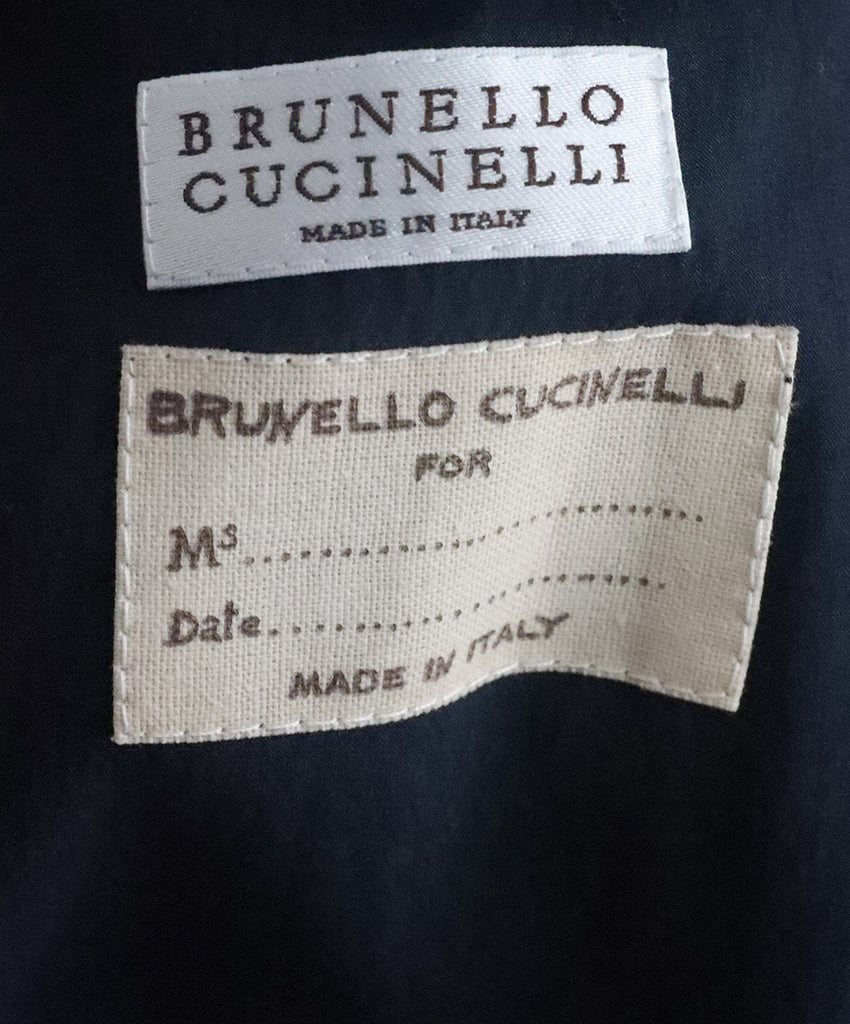 BRUNELLO
CUCINELLI
MADE IN ITALY
BRUNELLO CUCINELLI
FOR
Ms..............................
Date............................
MADE IN ITALY